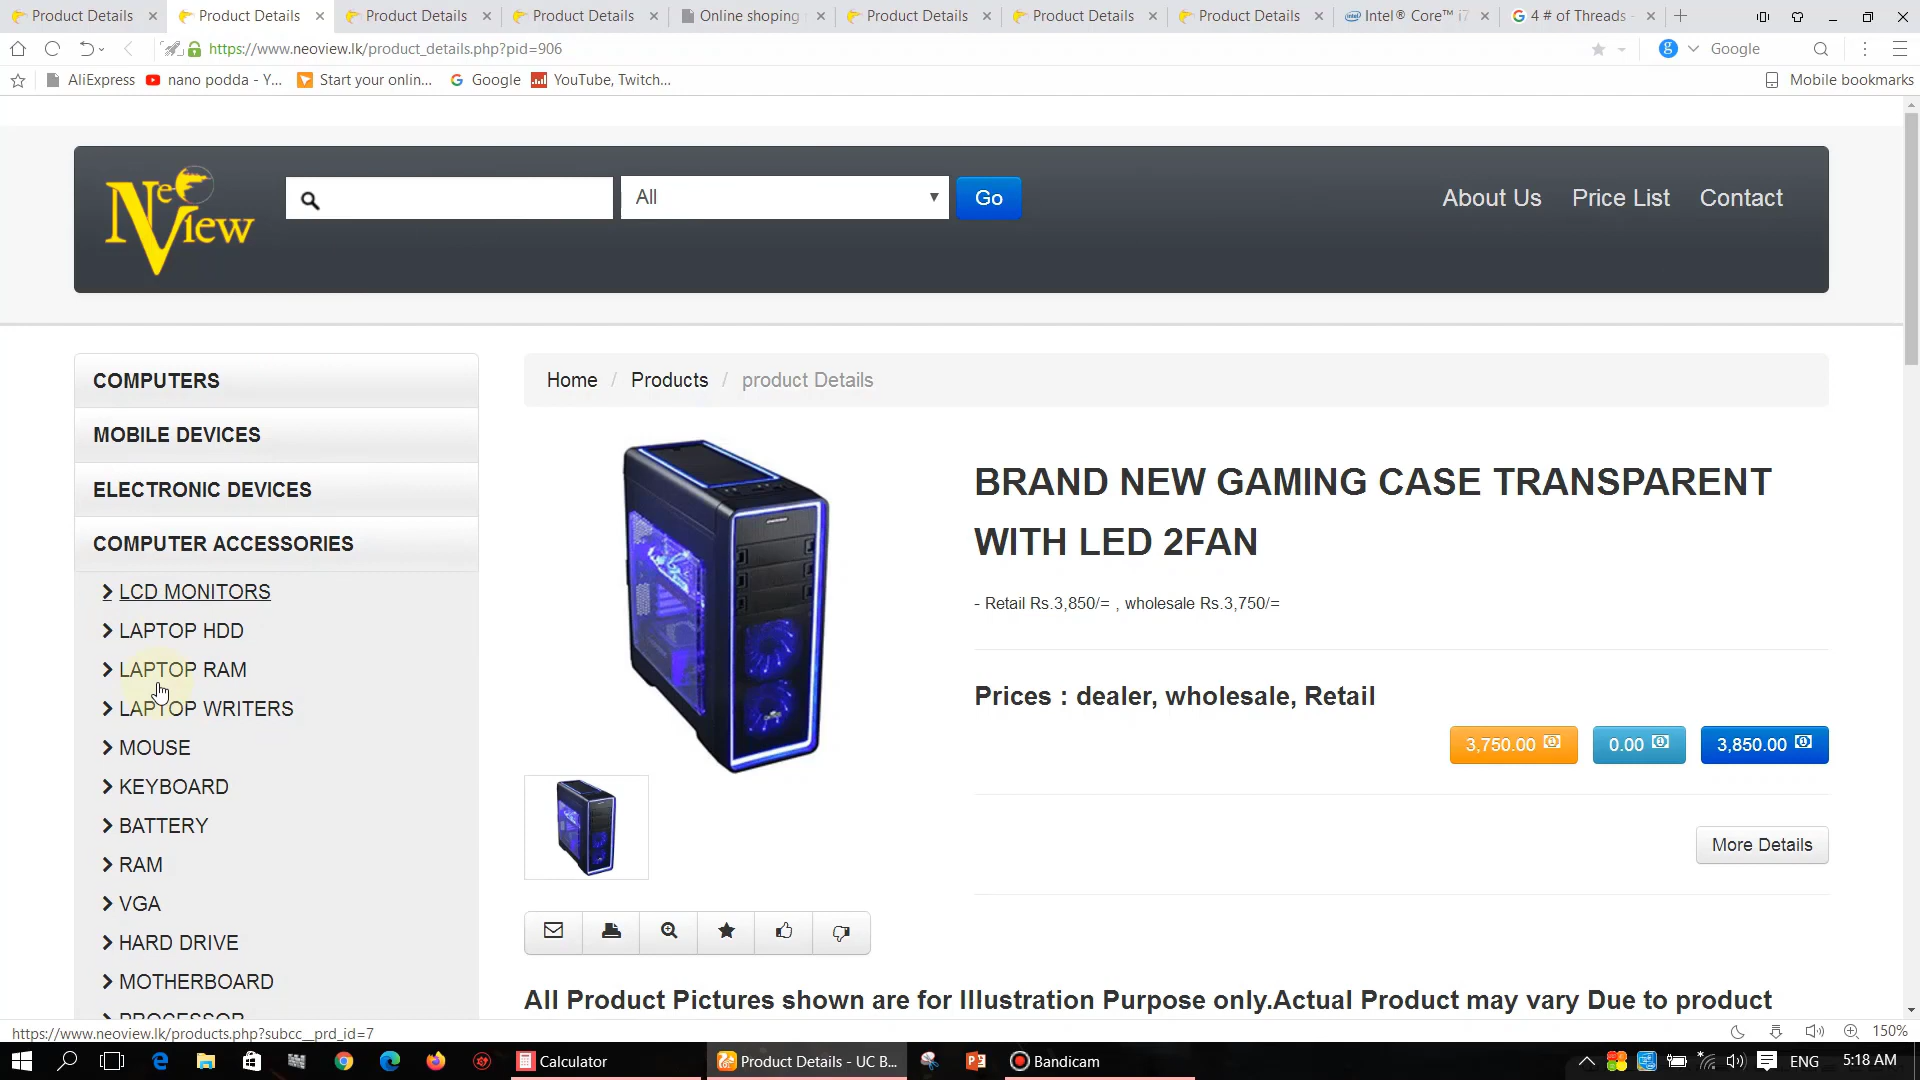 Product Details
Product Details
Product Details
Product Details
Online shoping
Product Details
Product Details
Product Details
Intel® Core™ i7
4 # of Threads -
https://www.neoview.lk/product_details.php?pid=906
Google
AliExpress
nano podda - Y...
Start your onlin...
Google
YouTube, Twitch...
Mobile bookmarks
NeoView
All
Go
About Us
Price List
Contact
COMPUTERS
MOBILE DEVICES
ELECTRONIC DEVICES
COMPUTER ACCESSORIES
LCD MONITORS
LAPTOP HDD
LAPTOP RAM
LAPTOP WRITERS
MOUSE
KEYBOARD
BATTERY
RAM
VGA
HARD DRIVE
MOTHERBOARD
PROCESSOR
Home / Products / product Details
BRAND NEW GAMING CASE TRANSPARENT
WITH LED 2FAN
- Retail Rs.3,850/= , wholesale Rs.3,750/=
Prices : dealer, wholesale, Retail
3,750.00
0.00
3,850.00
More Details
All Product Pictures shown are for Illustration Purpose only.Actual Product may vary Due to product
https://www.neoview.lk/products.php?subcc__prd_id=7
150%
Calculator
Product Details - UC B...
Bandicam
ENG
5:18 AM